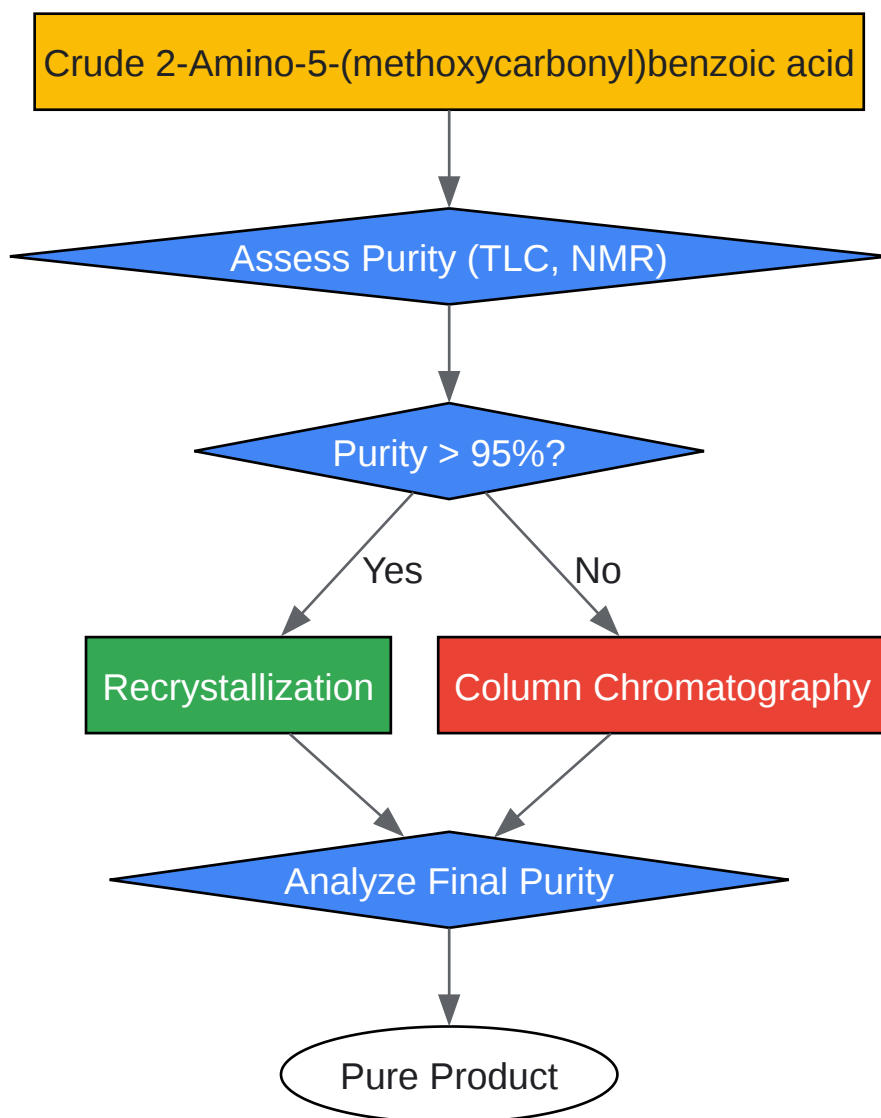 Crude 2-Amino-5-(methoxycarbonyl)benzoic acid
Assess Purity (TLC, NMR)
Purity > 95%?
Yes
No
Recrystallization
Column Chromatography
Analyze Final Purity
Pure Product